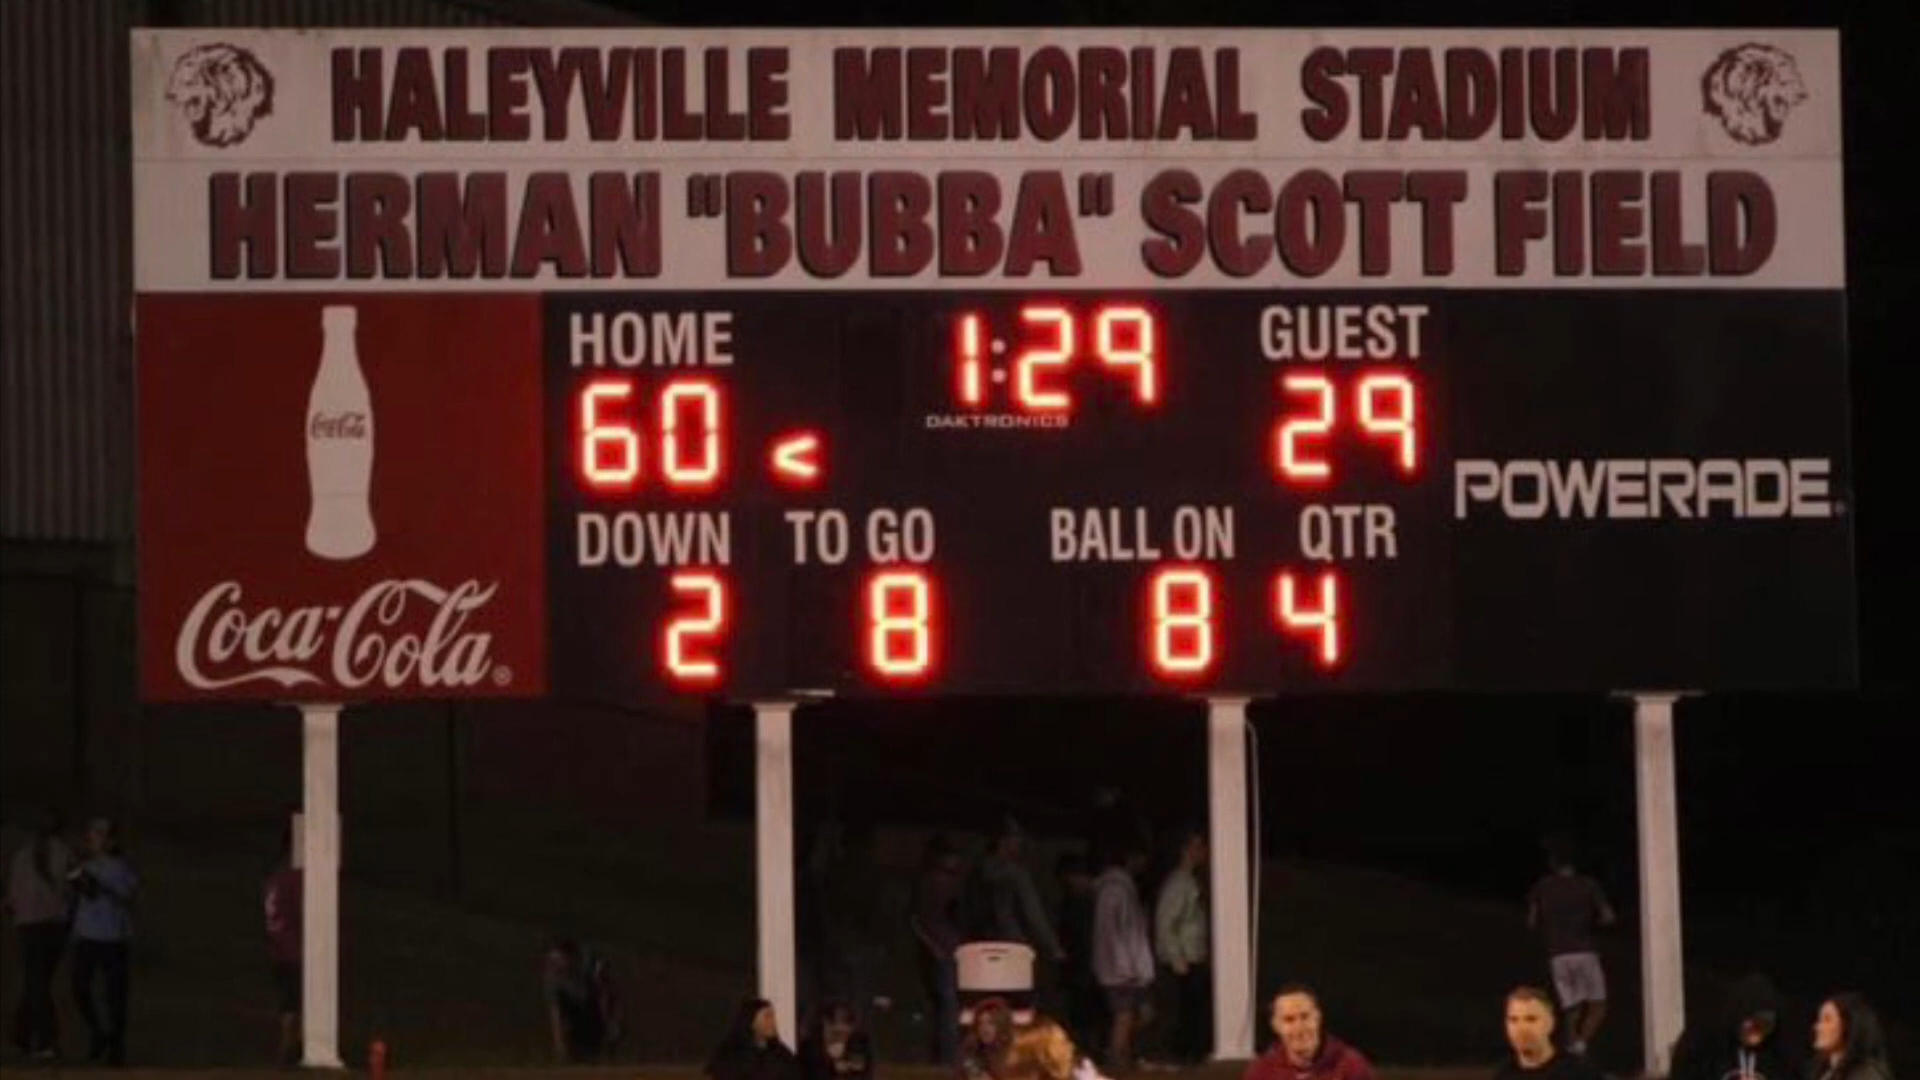 HALEYVILLE MEMORIAL STADIUM
HERMAN "BUBBA" SCOTT FIELD
HOME 1:29 GUEST
60 < 29
DAKTRONICS
DOWN TO GO BALL ON QTR
2 8 8 4
Coca-Cola
Coca-Cola®
POWERADE®